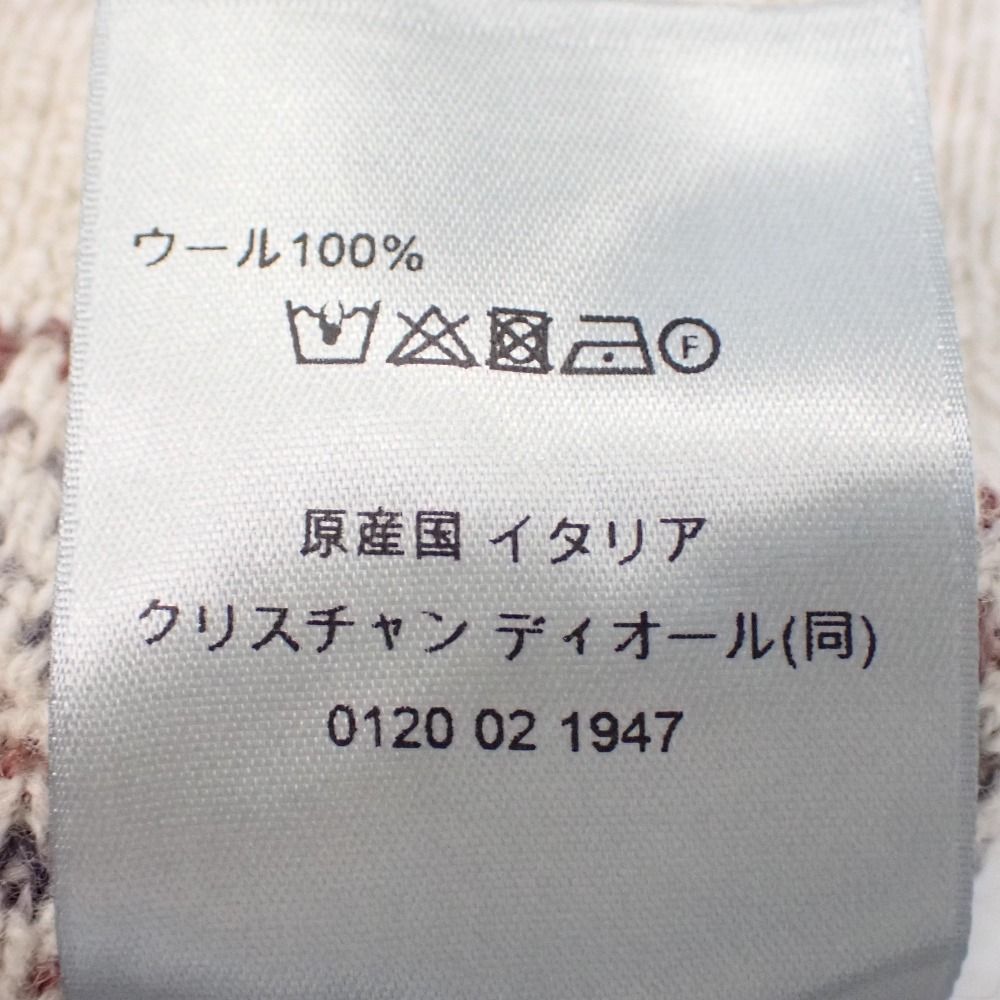 ウール100%
F
原産国 イタリア
クリスチャン ディオール(同)
0120 02 1947